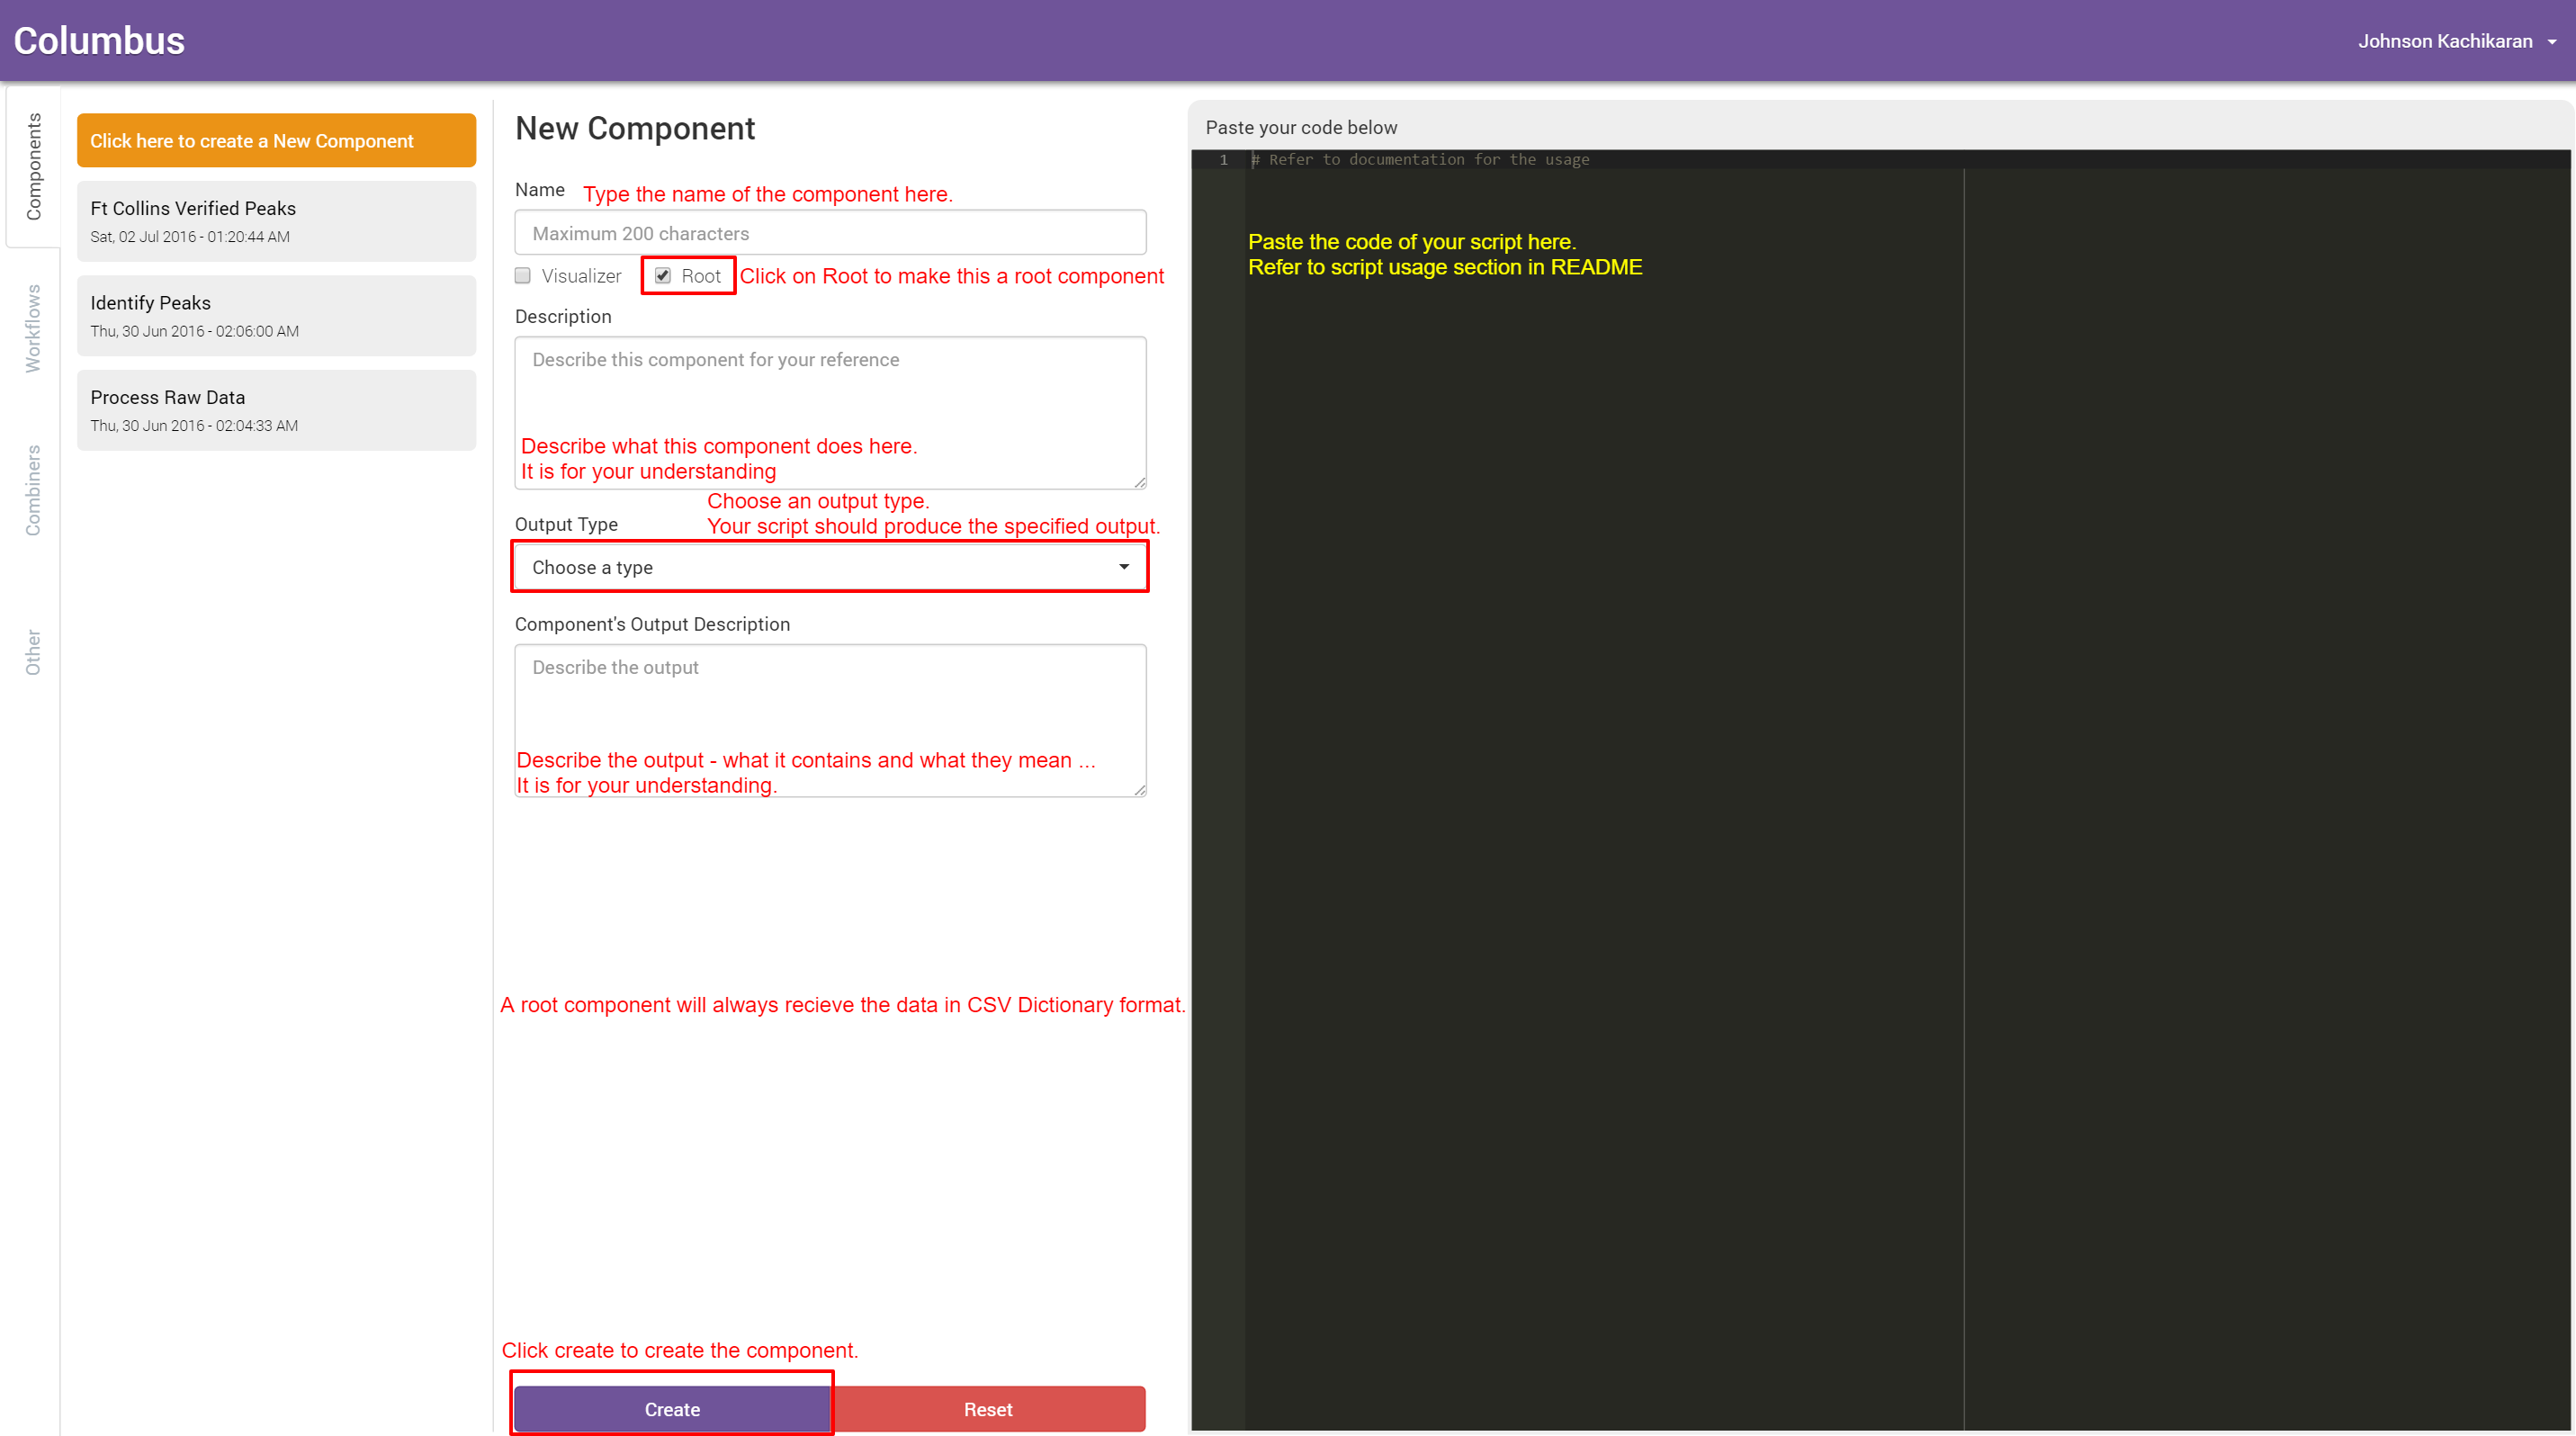 Columbus
Johnson Kachikaran
Components
Workflows
Combiners
Other
Click here to create a New Component
Ft Collins Verified Peaks
Sat, 02 Jul 2016 - 01:20:44 AM
Identify Peaks
Thu, 30 Jun 2016 - 02:06:00 AM
Process Raw Data
Thu, 30 Jun 2016 - 02:04:33 AM
New Component
Name Type the name of the component here.
Maximum 200 characters
Visualizer Root Click on Root to make this a root component
Description
Describe this component for your reference
Describe what this component does here.
It is for your understanding
Choose an output type.
Output Type Your script should produce the specified output.
Choose a type
Component's Output Description
Describe the output
Describe the output - what it contains and what they mean ...
It is for your understanding.
A root component will always recieve the data in CSV Dictionary format.
Click create to create the component.
Create Reset
Paste your code below
1 # Refer to documentation for the usage
Paste the code of your script here.
Refer to script usage section in README